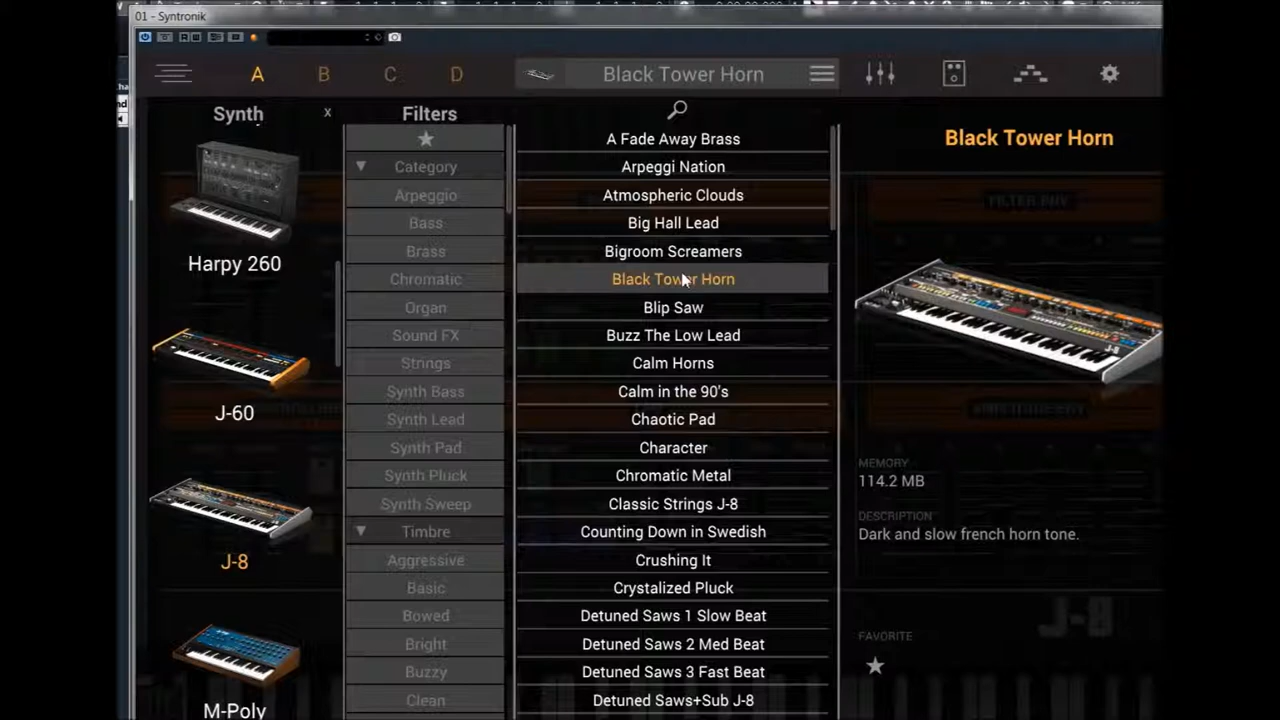 01 - Syntronik
A
B
C
D
Black Tower Horn
Synth
x
Filters
Harpy 260
J-60
J-8
M-Poly
Category
Arpeggio
Bass
Brass
Chromatic
Organ
Sound FX
Strings
Synth Bass
Synth Lead
Synth Pad
Synth Pluck
Synth Sweep
Timbre
Aggressive
Basic
Bowed
Bright
Buzzy
Clean
A Fade Away Brass
Arpeggi Nation
Atmospheric Clouds
Big Hall Lead
Bigroom Screamers
Black Tower Horn
Blip Saw
Buzz The Low Lead
Calm Horns
Calm in the 90's
Chaotic Pad
Character
Chromatic Metal
Classic Strings J-8
Counting Down in Swedish
Crushing It
Crystalized Pluck
Detuned Saws 1 Slow Beat
Detuned Saws 2 Med Beat
Detuned Saws 3 Fast Beat
Detuned Saws+Sub J-8
Black Tower Horn
FILTER ENV
MEMORY
114.2 MB
DESCRIPTION
Dark and slow french horn tone.
J-8
FAVORITE